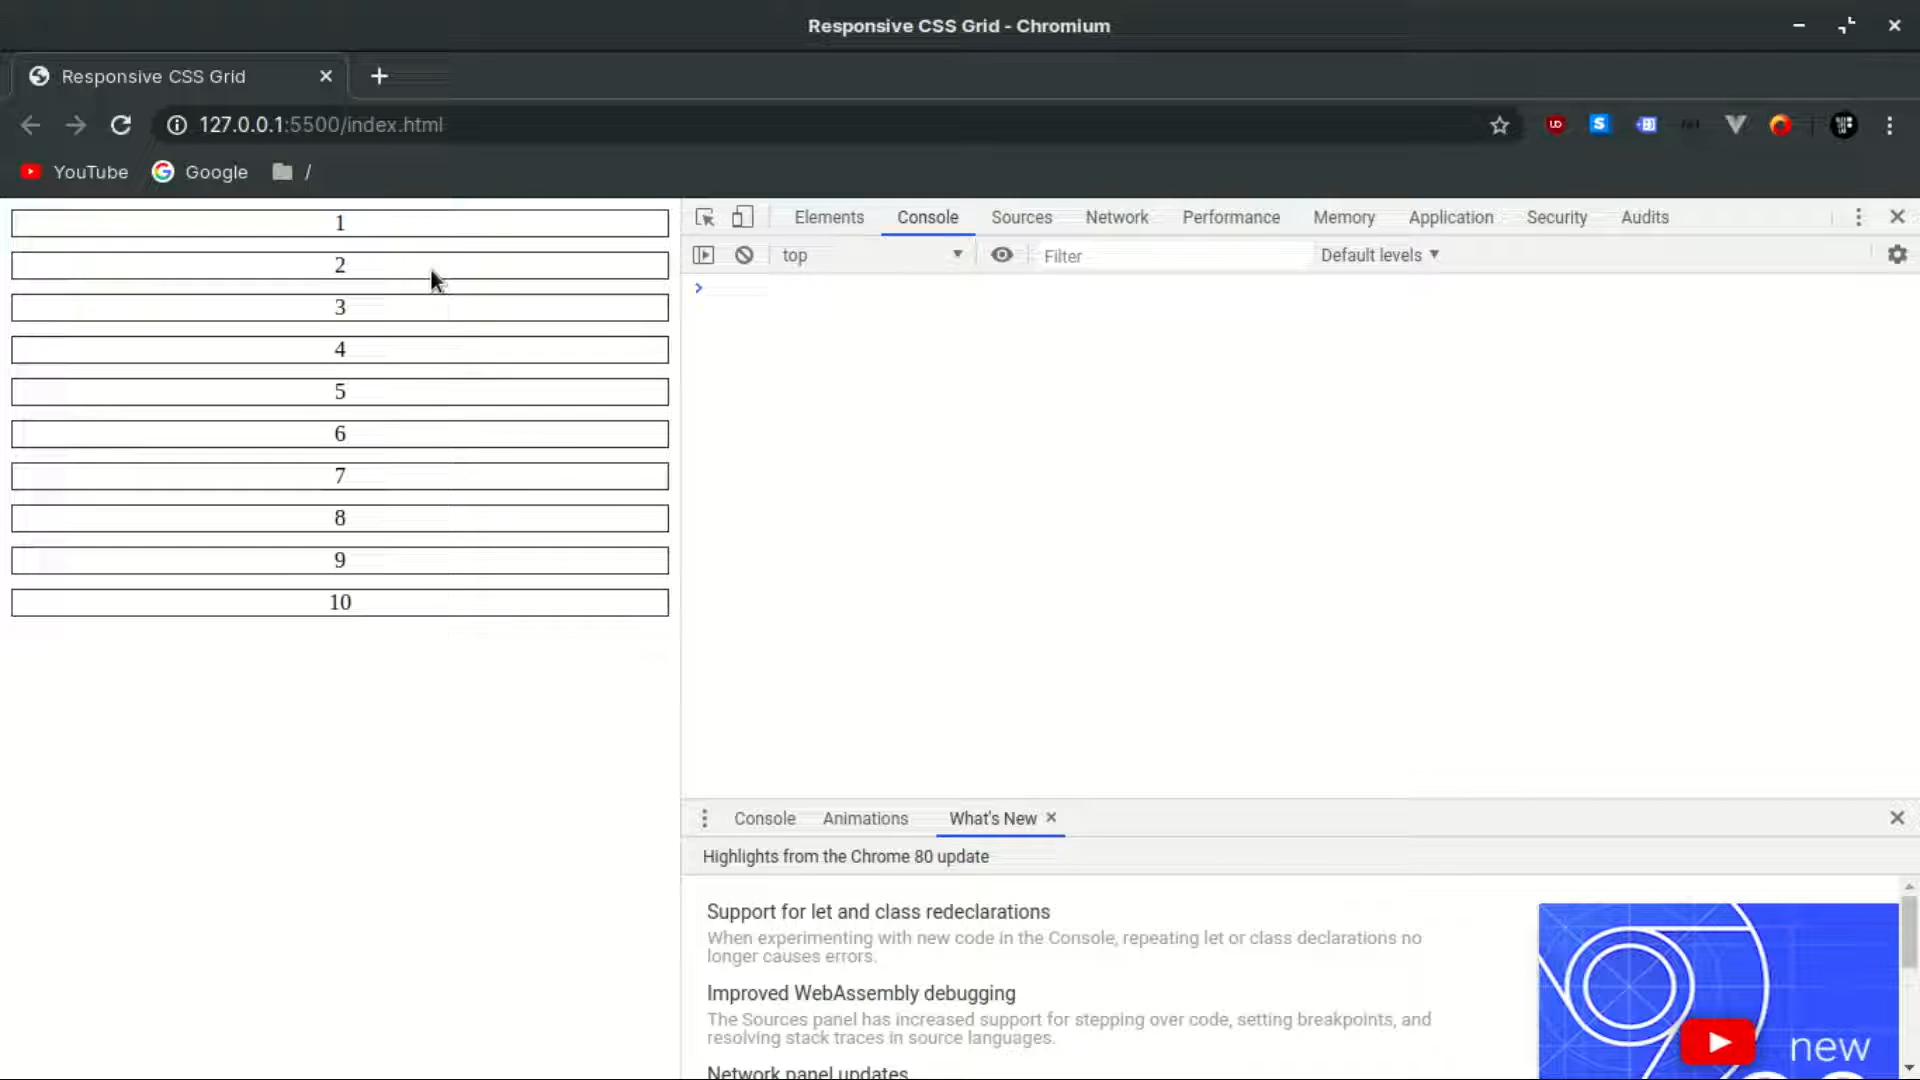 Responsive CSS Grid - Chromium
Responsive CSS Grid
127.0.0.1:5500/index.html
YouTube Google /
1
2
3
4
5
6
7
8
9
10
Elements Console Sources Network Performance Memory Application Security Audits
top Filter Default levels
Console Animations What's New
Highlights from the Chrome 80 update
Support for let and class redeclarations
When experimenting with new code in the Console, repeating let or class declarations no
longer causes errors.
Improved WebAssembly debugging
The Sources panel has increased support for stepping over code, setting breakpoints, and
resolving stack traces in source languages.
Network panel updates
new